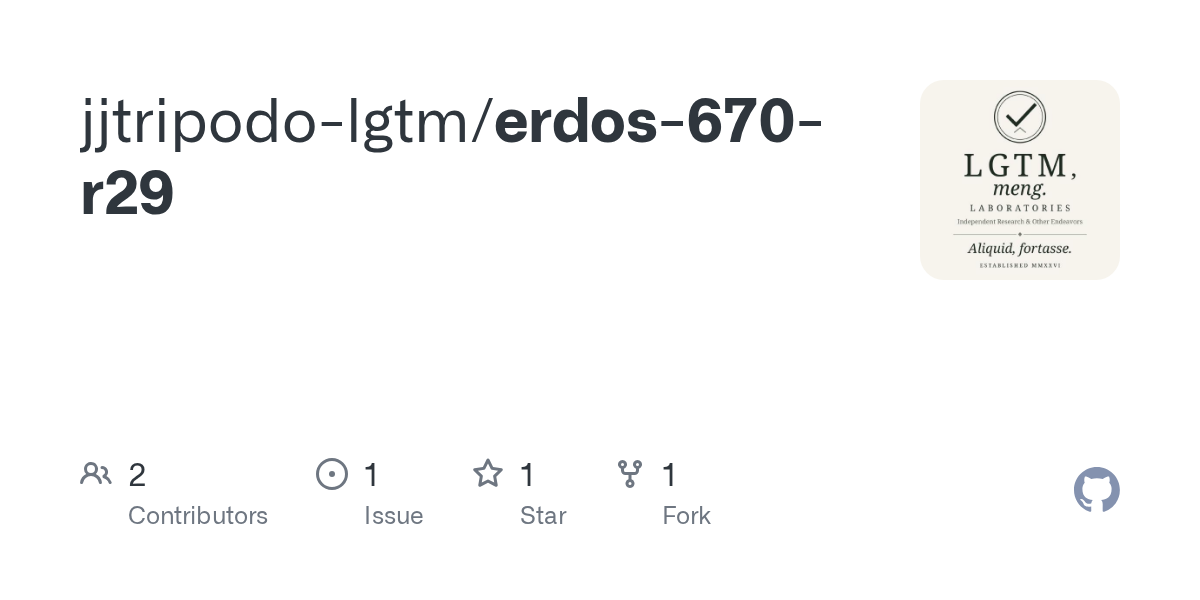 jjtripodo-lgtm/erdos-670-
r29
LGTM,
meng.
LABORATORIES
Independent Research & Other Endeavors
Aliquid, fortasse.
ESTABLISHED MMXXVI
2
Contributors
1
Issue
1
Star
1
Fork